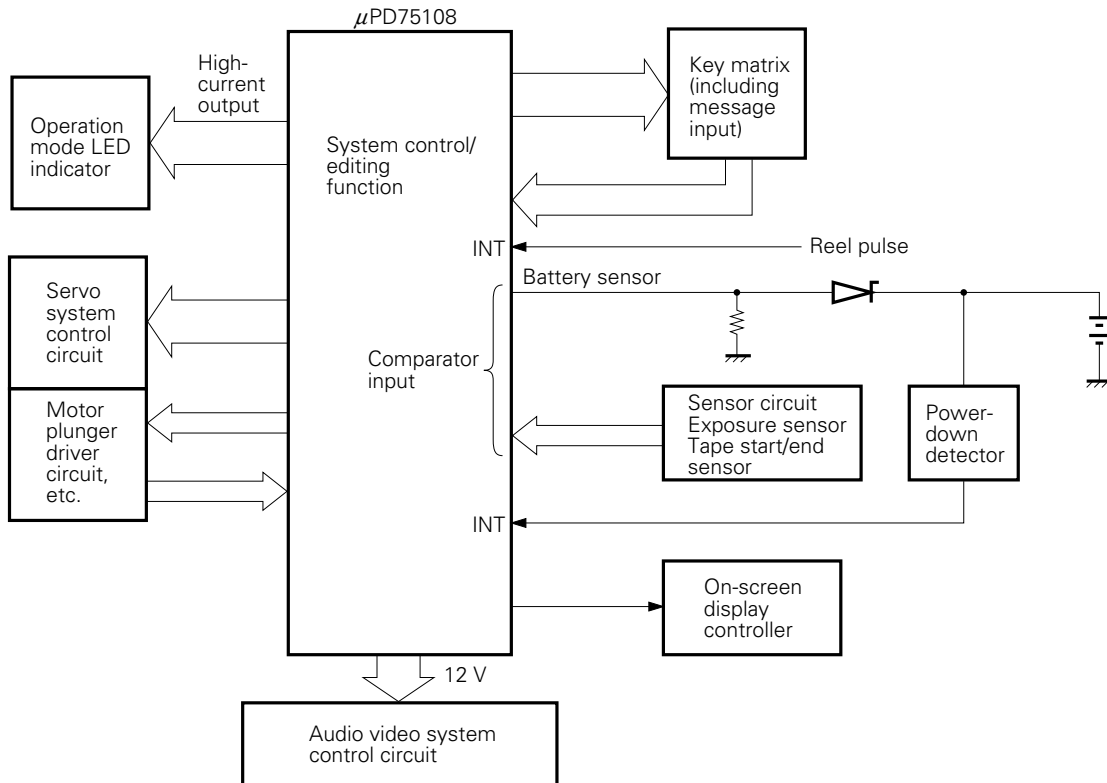 µPD75108
High-
current
output
Operation
mode LED
indicator
System control/
editing
function
Key matrix
(including
message
input)
INT
Reel pulse
Battery sensor
Servo
system
control
circuit
Comparator
input
Motor
plunger
driver
circuit,
etc.
Sensor circuit
Exposure sensor
Tape start/end
sensor
Power-
down
detector
INT
On-screen
display
controller
12 V
Audio video system
control circuit